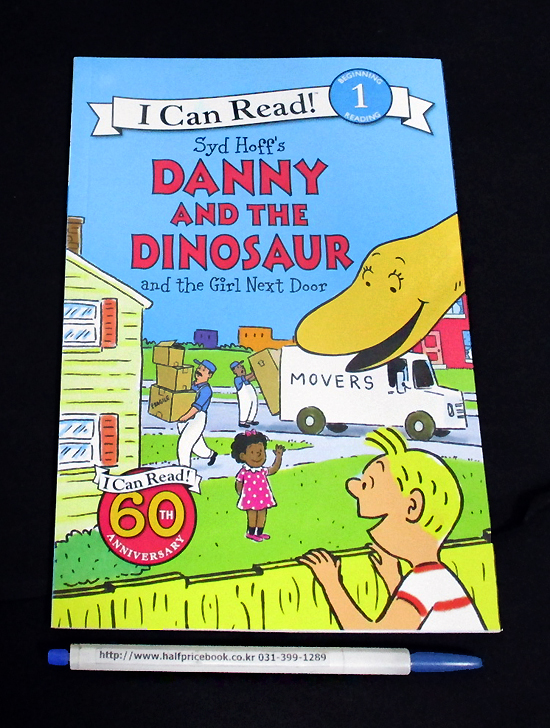 I Can Read!™
BEGINNING
1
READING
Syd Hoff's
DANNY
AND THE
DINOSAUR
and the Girl Next Door
MOVERS
I Can Read!
60TH
ANNIVERSARY
http://www.halfpricebook.co.kr 031-399-1289